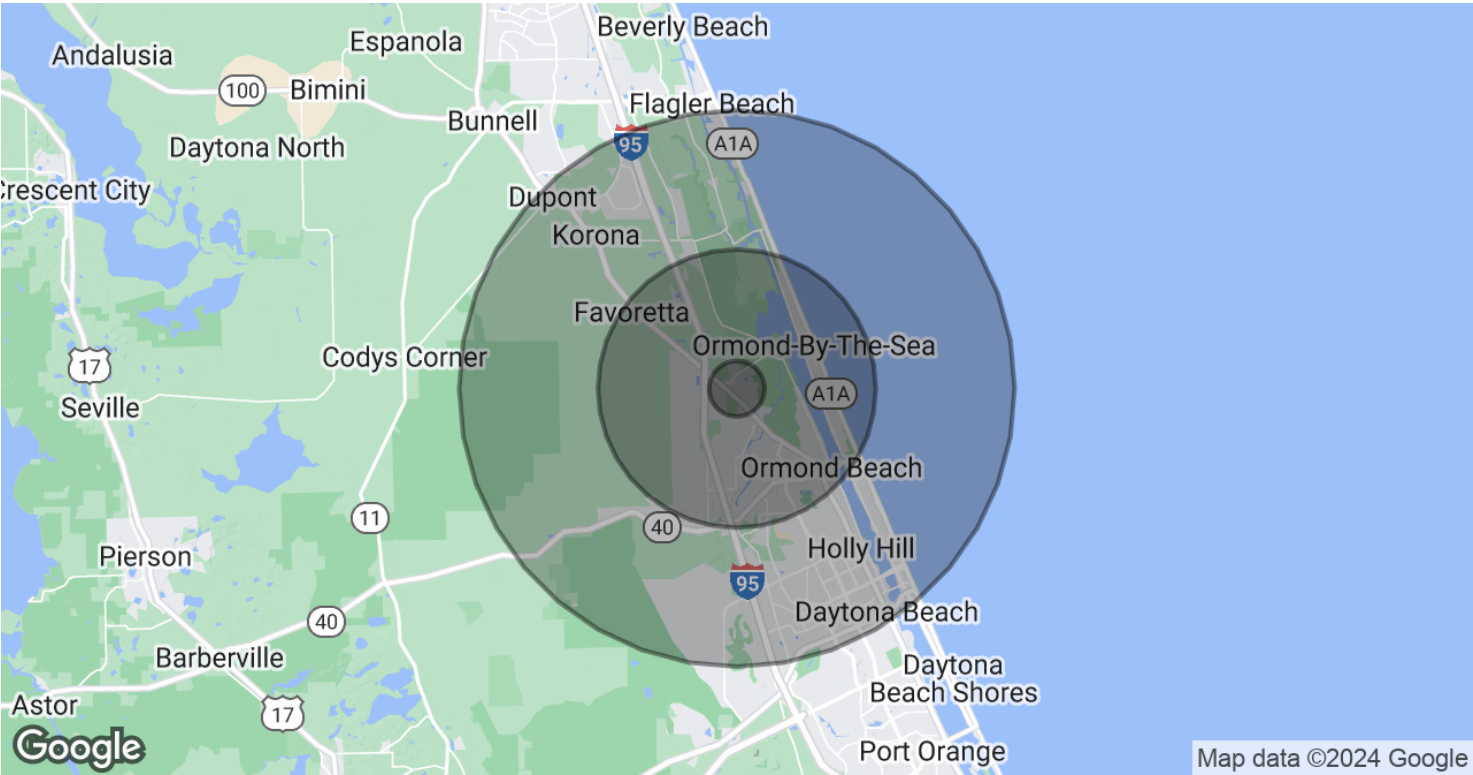 Beverly Beach
Espanola
Andalusia
100
Bimini
Flagler Beach
Bunnell
95
A1A
Daytona North
Crescent City
Dupont
Korona
Favoretta
Ormond-By-The-Sea
Codys Corner
17
A1A
Seville
Ormond Beach
11
40
Holly Hill
Pierson
95
Daytona Beach
40
Barberville
Daytona
Beach Shores
Astor
17
Google
Port Orange
Map data ©2024 Google